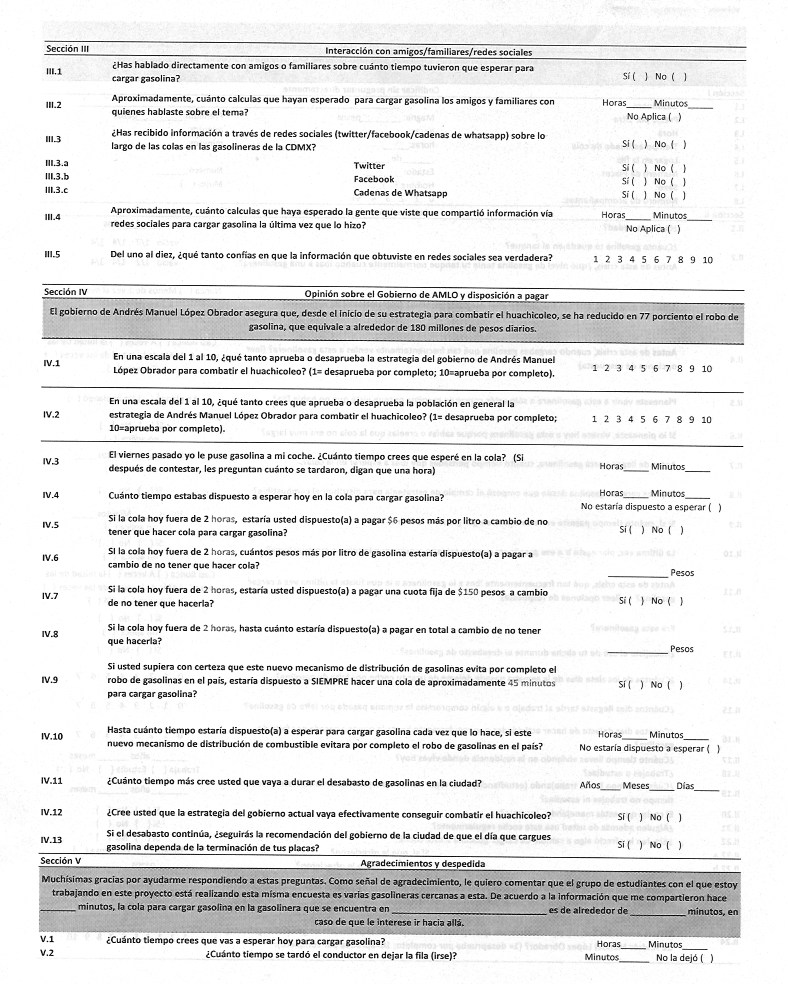 Sección III Interacción con amigos/familiares/redes sociales
III.1 ¿Has hablado directamente con amigos o familiares sobre cuánto tiempo tuvieron que esperar para
cargar gasolina? Sí ( ) No ( )
III.2 Aproximadamente, cuánto calculas que hayan esperado para cargar gasolina los amigos y familiares con
quienes hablaste sobre el tema? Horas_____ Minutos_____
No Aplica ( )
III.3 ¿Has recibido información a través de redes sociales (twitter/facebook/cadenas de whatsapp) sobre lo
largo de las colas en las gasolineras de la CDMX? Sí ( ) No ( )
III.3.a Twitter Sí ( ) No ( )
III.3.b Facebook Sí ( ) No ( )
III.3.c Cadenas de Whatsapp Sí ( ) No ( )
III.4 Aproximadamente, cuánto calculas que haya esperado la gente que viste que compartió información vía
redes sociales para cargar gasolina la última vez que lo hizo? Horas_____ Minutos_____
No Aplica ( )
III.5 Del uno al diez, ¿qué tanto confias en que la información que obtuviste en redes sociales sea verdadera? 1 2 3 4 5 6 7 8 9 10
Sección IV Opinión sobre el Gobierno de AMLO y disposición a pagar
El gobierno de Andrés Manuel López Obrador asegura que, desde el inicio de su estrategia para combatir el huachicoleo, se ha reducido en 77 porciento el robo de
gasolina, que equivale a alrededor de 180 millones de pesos diarios.
IV.1 En una escala del 1 al 10, ¿qué tanto aprueba o desaprueba la estrategia del gobierno de Andrés Manuel
López Obrador para combatir el huachicoleo? (1= desaprueba por completo; 10=aprueba por completo). 1 2 3 4 5 6 7 8 9 10
IV.2 En una escala del 1 al 10, ¿qué tanto crees que aprueba o desaprueba la población en general la
estrategia de Andrés Manuel López Obrador para combatir el huachicoleo? (1= desaprueba por completo;
10=aprueba por completo). 1 2 3 4 5 6 7 8 9 10
IV.3 El viernes pasado yo le puse gasolina a mi coche. ¿Cuánto tiempo crees que esperé en la cola? (Si
después de contestar, les preguntan cuánto se tardaron, digan que una hora) Horas_____ Minutos_____
IV.4 Cuánto tiempo estabas dispuesto a esperar hoy en la cola para cargar gasolina? Horas_____ Minutos_____
No estaría dispuesto a esperar ( )
IV.5 Si la cola hoy fuera de 2 horas, estaría usted dispuesto(a) a pagar $6 pesos más por litro a cambio de no
tener que hacer cola para cargar gasolina? Sí ( ) No ( )
IV.6 SI la cola hoy fuera de 2 horas, cuántos pesos más por litro de gasolina estaría dispuesto(a) a pagar a
cambio de no tener que hacer cola? ____________ Pesos
IV.7 Si la cola hoy fuera de 2 horas, estaría usted dispuesto(a) a pagar una cuota fija de $150 pesos a cambio
de no tener que hacerla? Sí ( ) No ( )
IV.8 Si la cola hoy fuera de 2 horas, hasta cuánto estaría dispuesto(a) a pagar en total a cambio de no tener
que hacerla? ____________ Pesos
IV.9 Si usted supiera con certeza que este nuevo mecanismo de distribución de gasolinas evita por completo el
robo de gasolinas en el país, estaría dispuesto a SIEMPRE hacer una cola de aproximadamente 45 minutos
para cargar gasolina? Sí ( ) No ( )
IV.10 Hasta cuánto tiempo estaría dispuesto(a) a esperar para cargar gasolina cada vez que lo hace, si este
nuevo mecanismo de distribución de combustible evitara por completo el robo de gasolinas en el país? Horas_____ Minutos_____
No estaría dispuesto a esperar ( )
IV.11 ¿Cuánto tiempo más cree usted que vaya a durar el desabasto de gasolinas en la ciudad? Años____ Meses_____ Días_____
IV.12 ¿Cree usted que la estrategia del gobierno actual vaya efectivamente conseguir combatir el huachicoleo? Sí ( ) No ( )
IV.13 Si el desabasto continúa, ¿seguirás la recomendación del gobierno de la ciudad de que el día que cargues
gasolina dependa de la terminación de tus placas? Sí ( ) No ( )
Sección V Agradecimientos y despedida
Muchísimas gracias por ayudarme respondiendo a estas preguntas. Como señal de agradecimiento, le quiero comentar que el grupo de estudiantes con el que estoy
trabajando en este proyecto está realizando esta misma encuesta es varias gasolineras cercanas a esta. De acuerdo a la información que me compartieron hace
_______ minutos, la cola para cargar gasolina en la gasolinera que se encuentra en ______________________________ es de alrededor de ________ minutos, en
caso de que le interese ir hacia allá.
V.1 ¿Cuánto tiempo crees que vas a esperar hoy para cargar gasolina? Horas_____ Minutos_____
V.2 ¿Cuánto tiempo se tardó el conductor en dejar la fila (irse)? Minutos______ No la dejó ( )